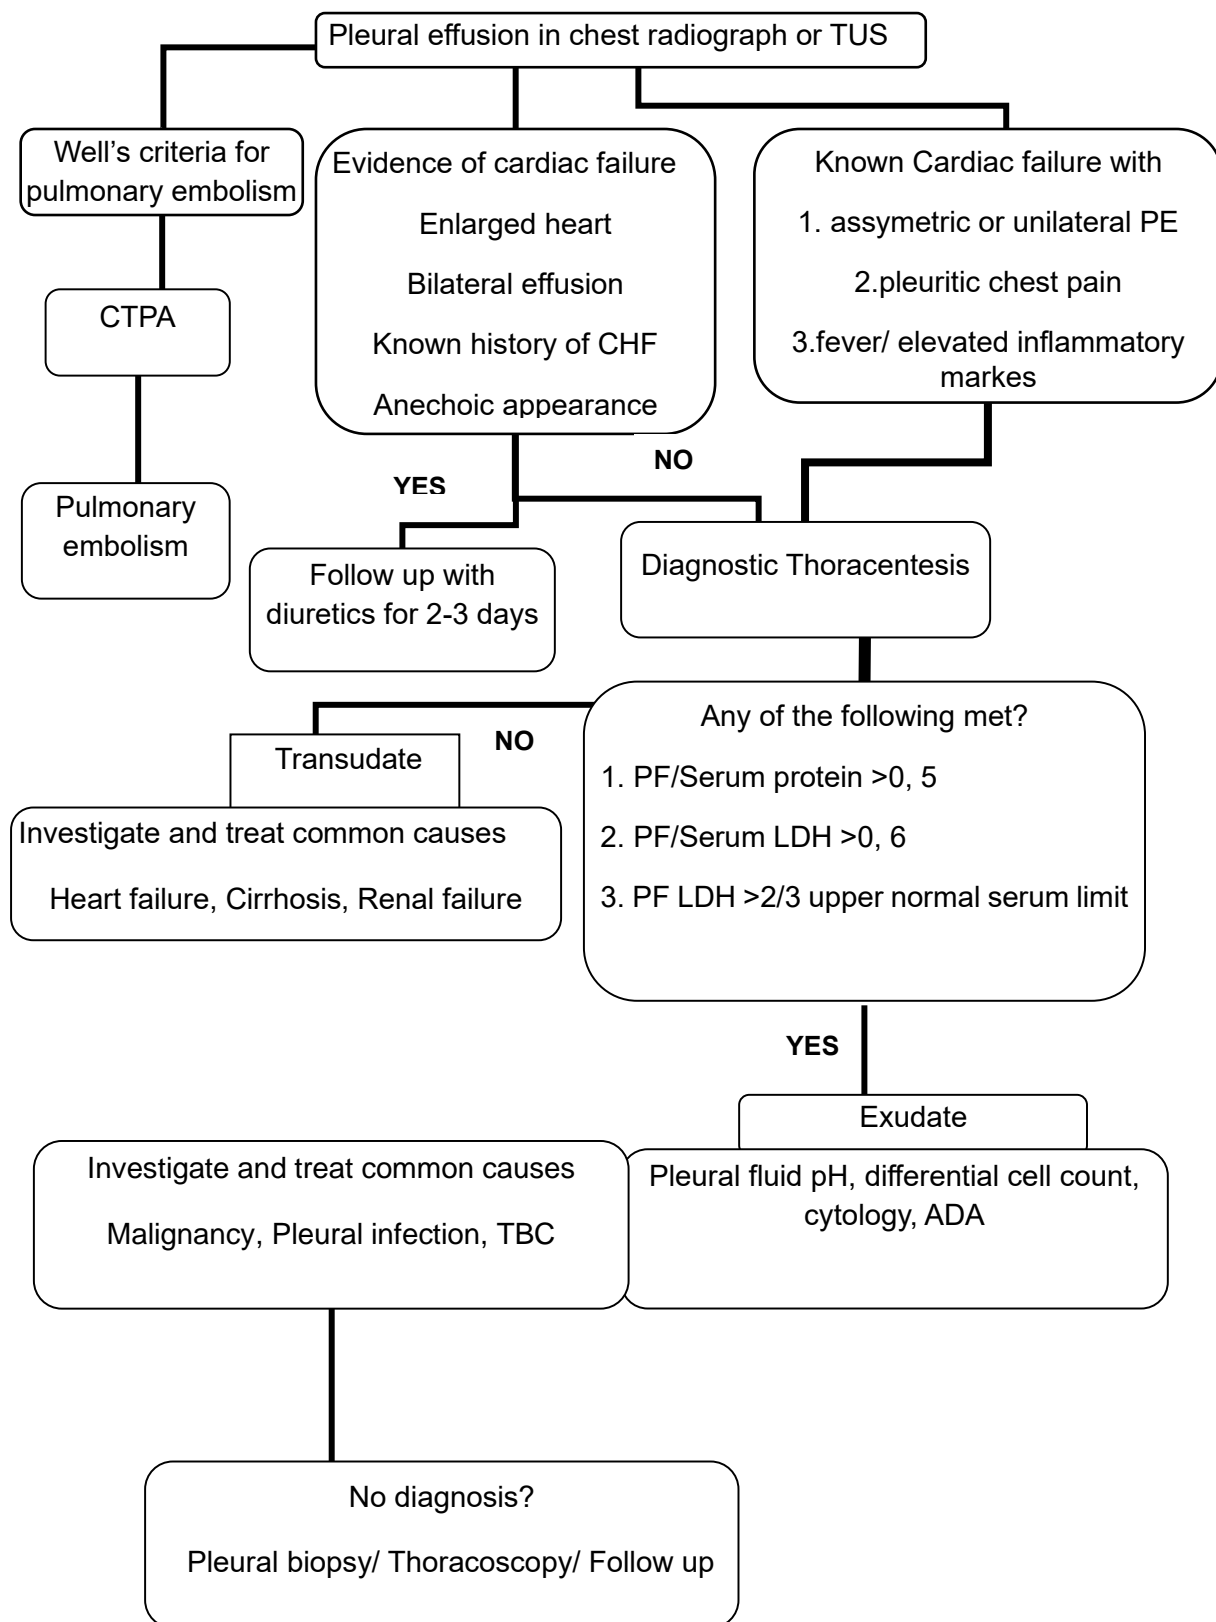 Pleural effusion in chest radiograph or TUS
Well’s criteria for
pulmonary embolism
Evidence of cardiac failure
Enlarged heart
Bilateral effusion
Known history of CHF
Anechoic appearance
Known Cardiac failure with
1. assymetric or unilateral PE
2.pleuritic chest pain
3.fever/ elevated inflammatory
markes
CTPA
Pulmonary
embolism
YES
NO
Follow up with
diuretics for 2-3 days
Diagnostic Thoracentesis
Any of the following met?
1. PF/Serum protein >0, 5
2. PF/Serum LDH >0, 6
3. PF LDH >2/3 upper normal serum limit
NO
Transudate
Investigate and treat common causes
Heart failure, Cirrhosis, Renal failure
YES
Exudate
Pleural fluid pH, differential cell count,
cytology, ADA
Investigate and treat common causes
Malignancy, Pleural infection, TBC
No diagnosis?
Pleural biopsy/ Thoracoscopy/ Follow up